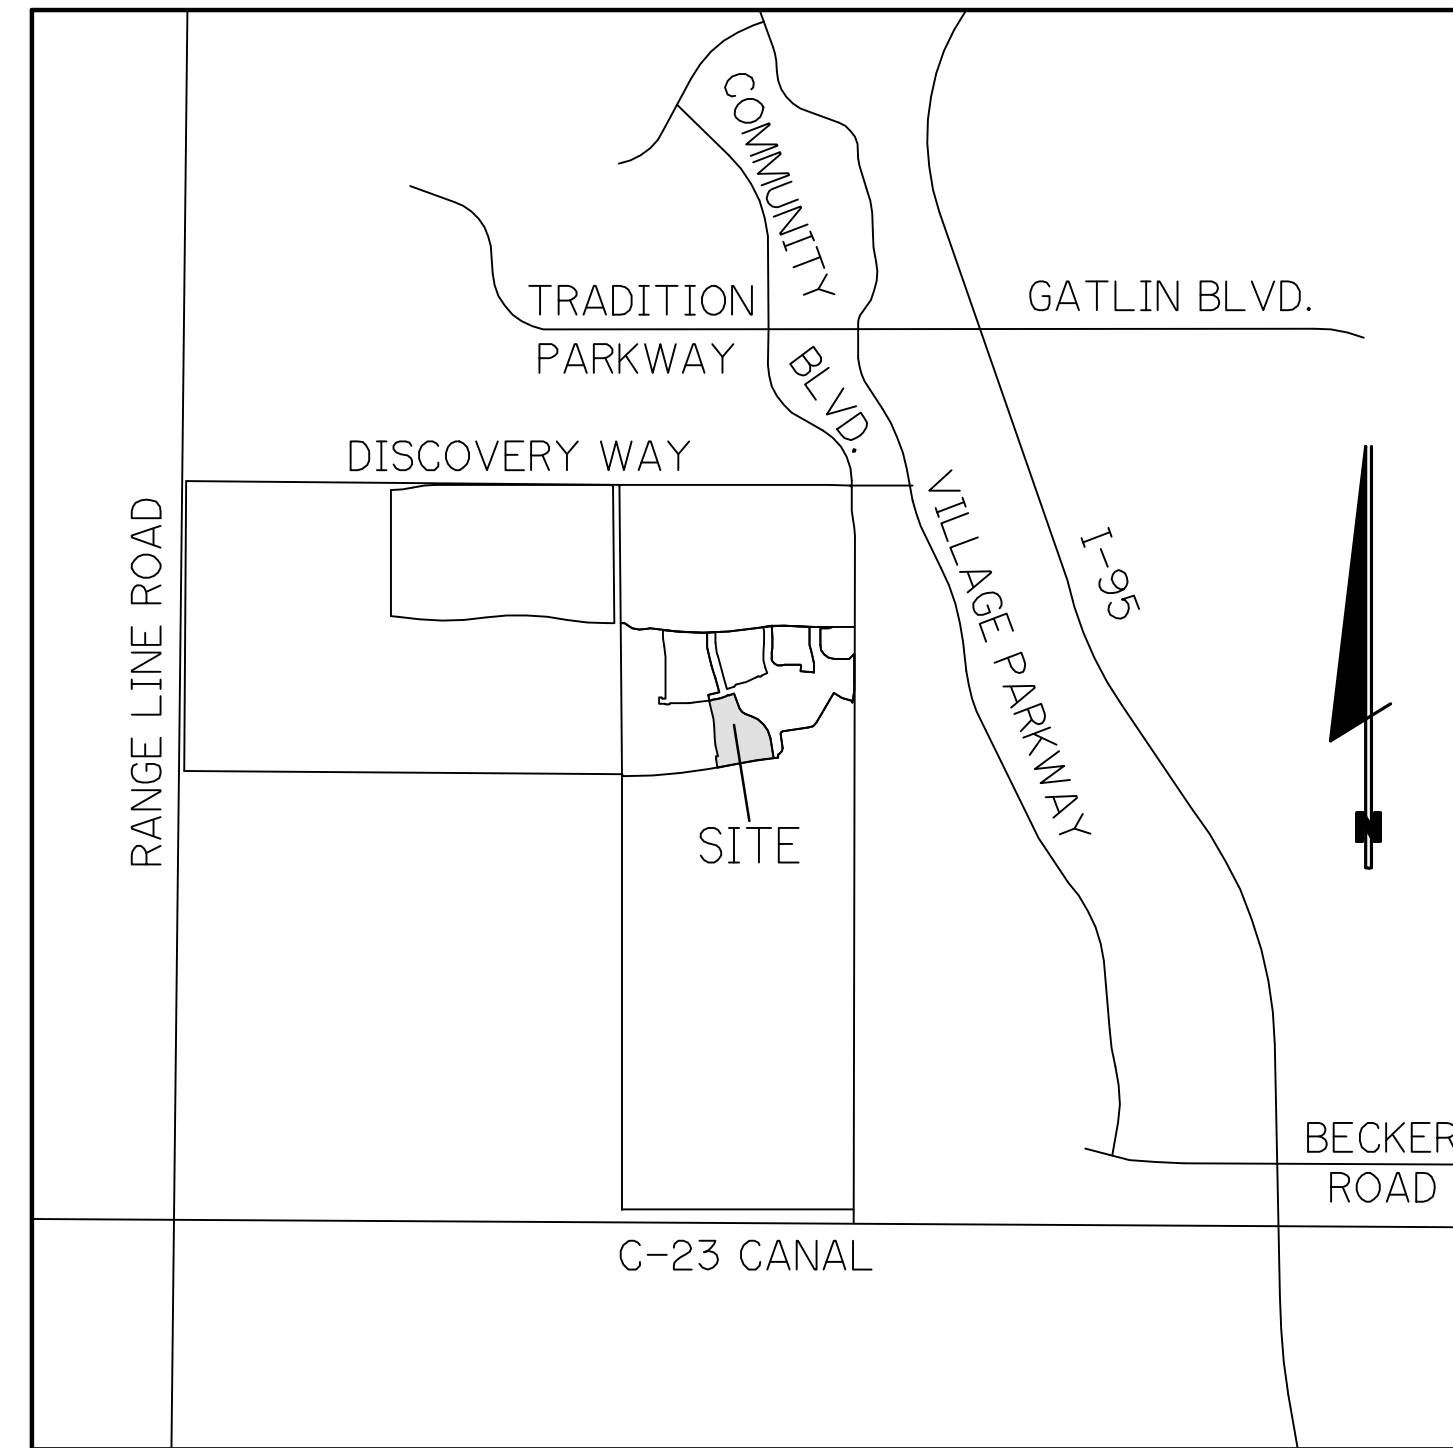 COMMUNITY
BLVD.
TRADITION
PARKWAY
GATLIN BLVD.
DISCOVERY WAY
RANGE LINE ROAD
VILLAGE PARKWAY
I-95
N
SITE
BECKER
ROAD
C-23 CANAL